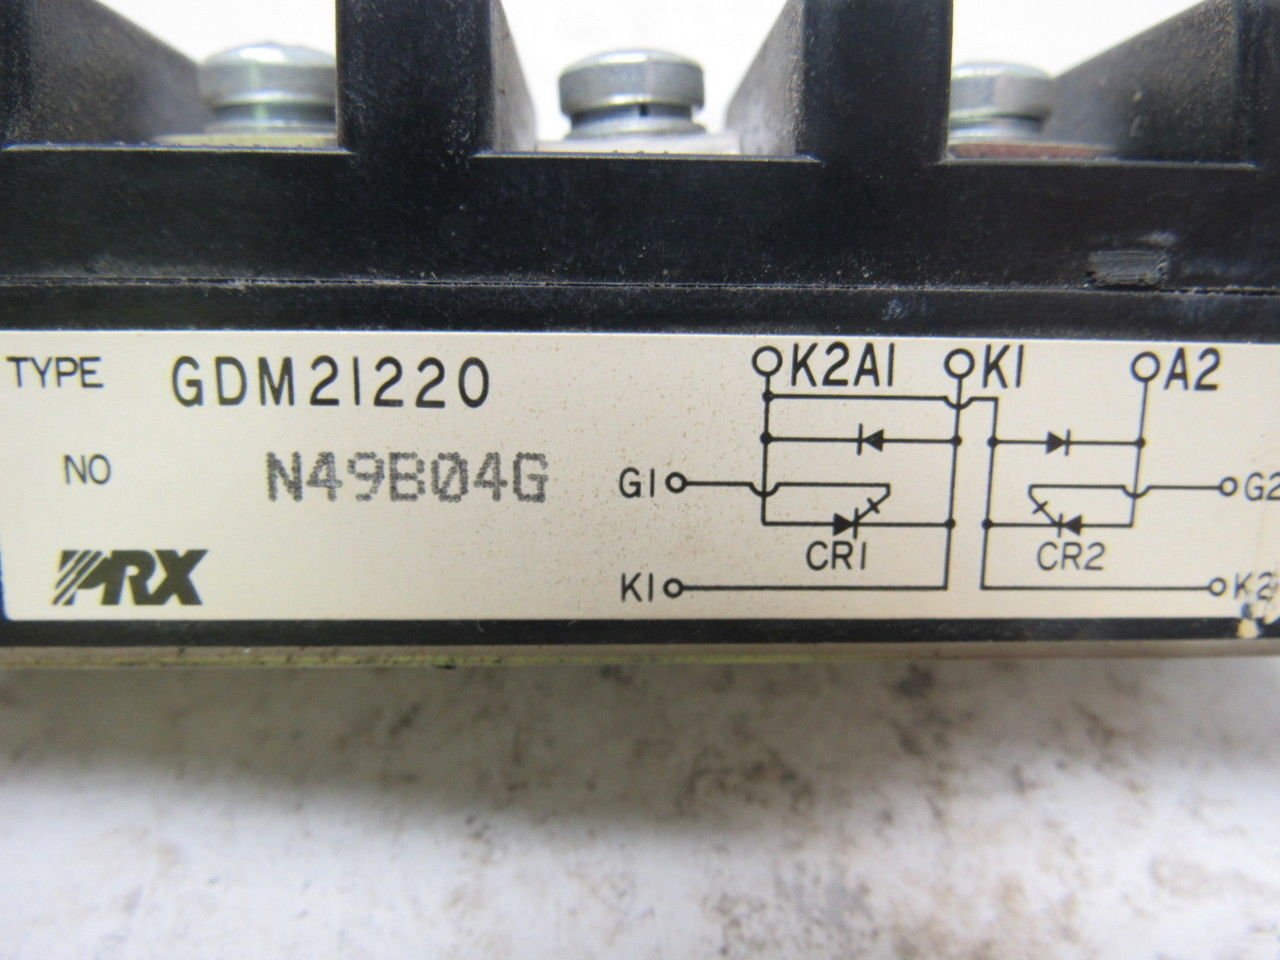 TYPE GDM21220
NO N49B04G
PRX
K2A1 K1 A2
G1 G2
CR1 CR2
K1 K2